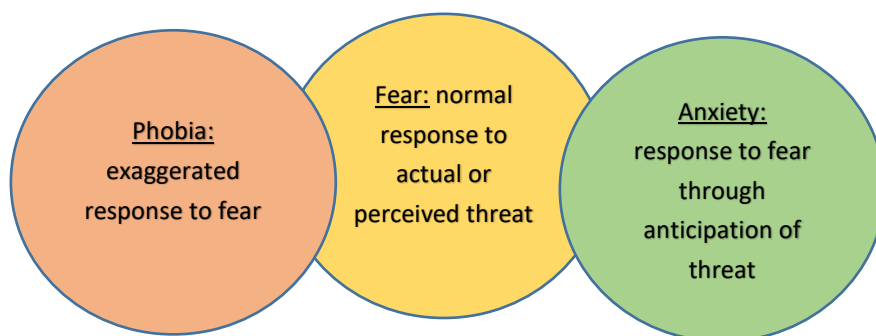 Phobia:
exaggerated
response to fear
Fear: normal
response to
actual or
perceived threat
Anxiety:
response to fear
through
anticipation of
threat